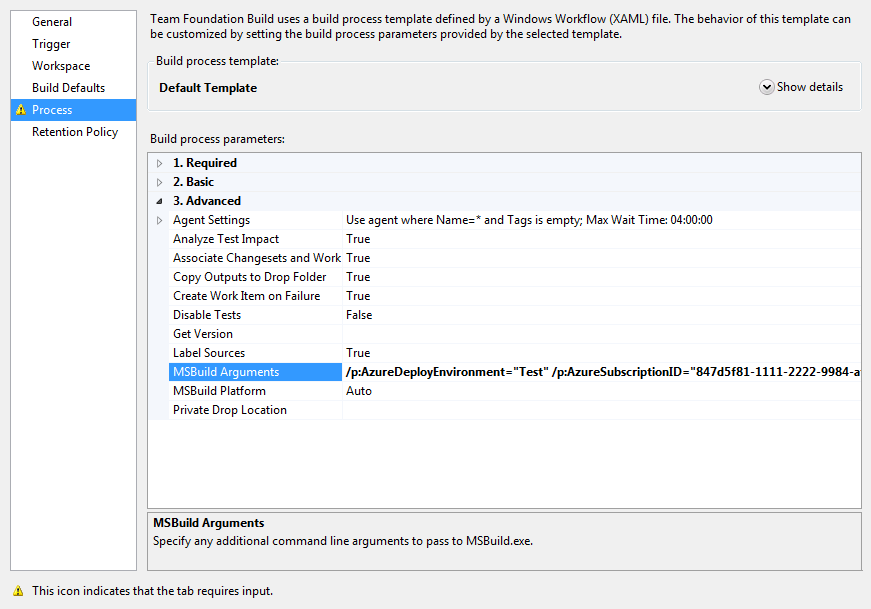 General
Trigger
Workspace
Build Defaults
Process
Retention Policy
Team Foundation Build uses a build process template defined by a Windows Workflow (XAML) file. The behavior of this template can
be customized by setting the build process parameters provided by the selected template.
Build process template:
Default Template
Show details
Build process parameters:
1. Required
2. Basic
3. Advanced
Agent Settings Use agent where Name=* and Tags is empty; Max Wait Time: 04:00:00
Analyze Test Impact True
Associate Changesets and Work True
Copy Outputs to Drop Folder True
Create Work Item on Failure True
Disable Tests False
Get Version
Label Sources True
MSBuild Arguments /p:AzureDeployEnvironment="Test" /p:AzureSubscriptionID="847d5f81-1111-2222-9984-a
MSBuild Platform Auto
Private Drop Location
MSBuild Arguments
Specify any additional command line arguments to pass to MSBuild.exe.
This icon indicates that the tab requires input.